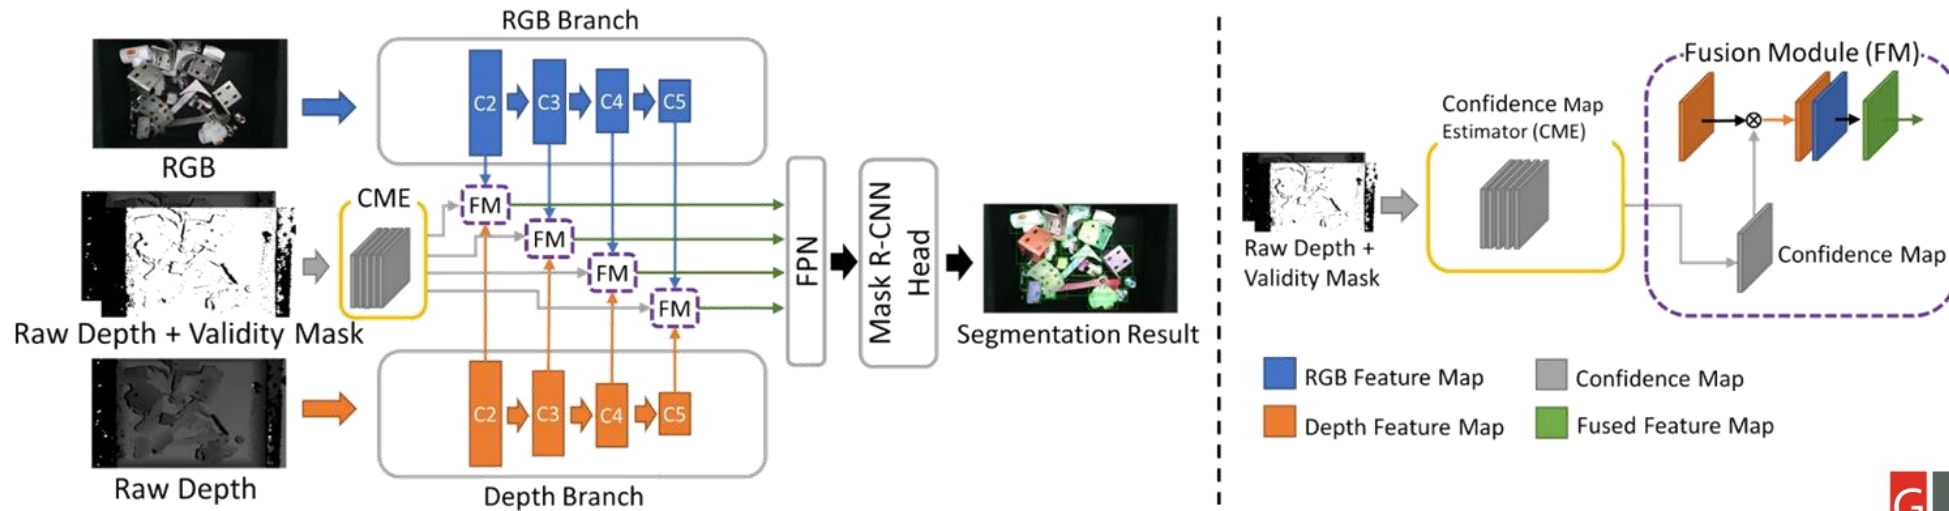 RGB Branch
C2
C3
C4
C5
RGB
CME
FM
FM
FM
FM
Raw Depth + Validity Mask
C2
C3
C4
C5
Raw Depth
Depth Branch
FPN
Mask R-CNN
Head
Segmentation Result
Fusion Module (FM)
Confidence Map
Estimator (CME)
Raw Depth +
Validity Mask
Confidence Map
RGB Feature Map
Confidence Map
Depth Feature Map
Fused Feature Map
G